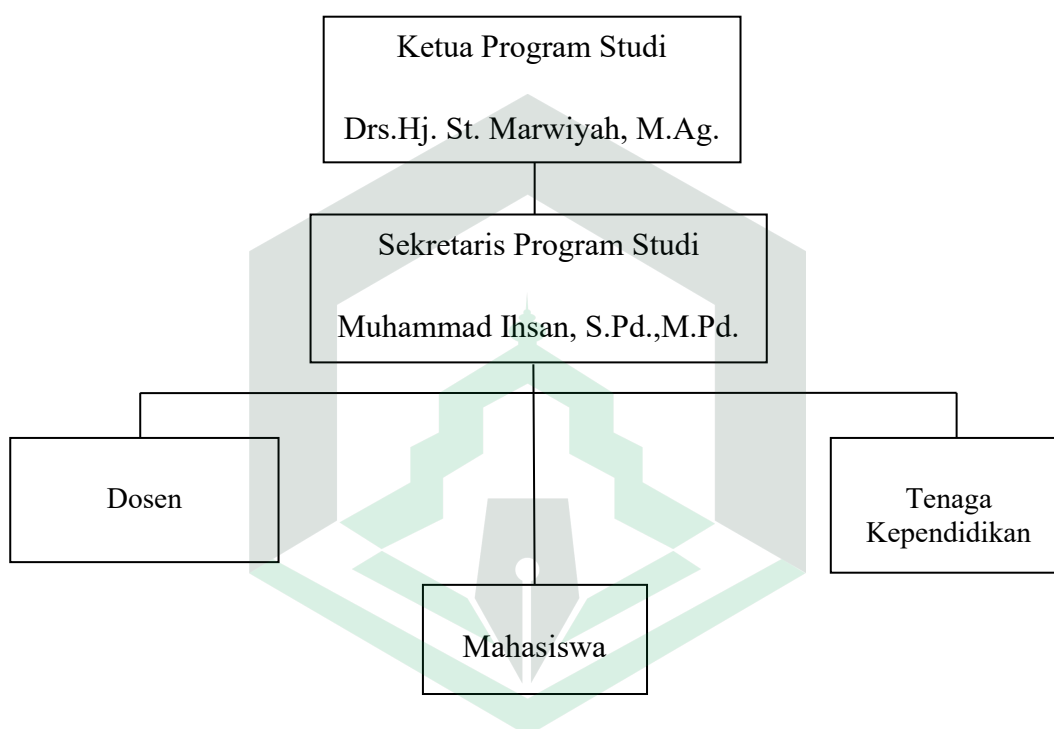 Ketua Program Studi
Drs.Hj. St. Marwiyah, M.Ag.
Sekretaris Program Studi
Muhammad Ihsan, S.Pd.,M.Pd.
Dosen
Tenaga
Kependidikan
Mahasiswa